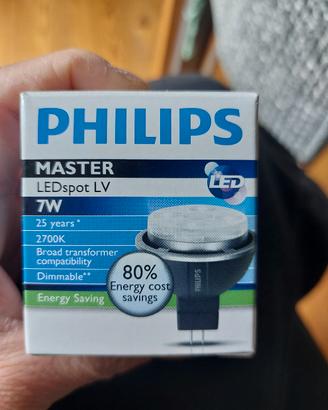 PHILIPS
MASTER
LEDspot LV
LED
7W
25 years *
2700K
Broad transformer
compatibility
Dimmable**
Energy Saving
80%
Energy cost
savings
PHILIPS